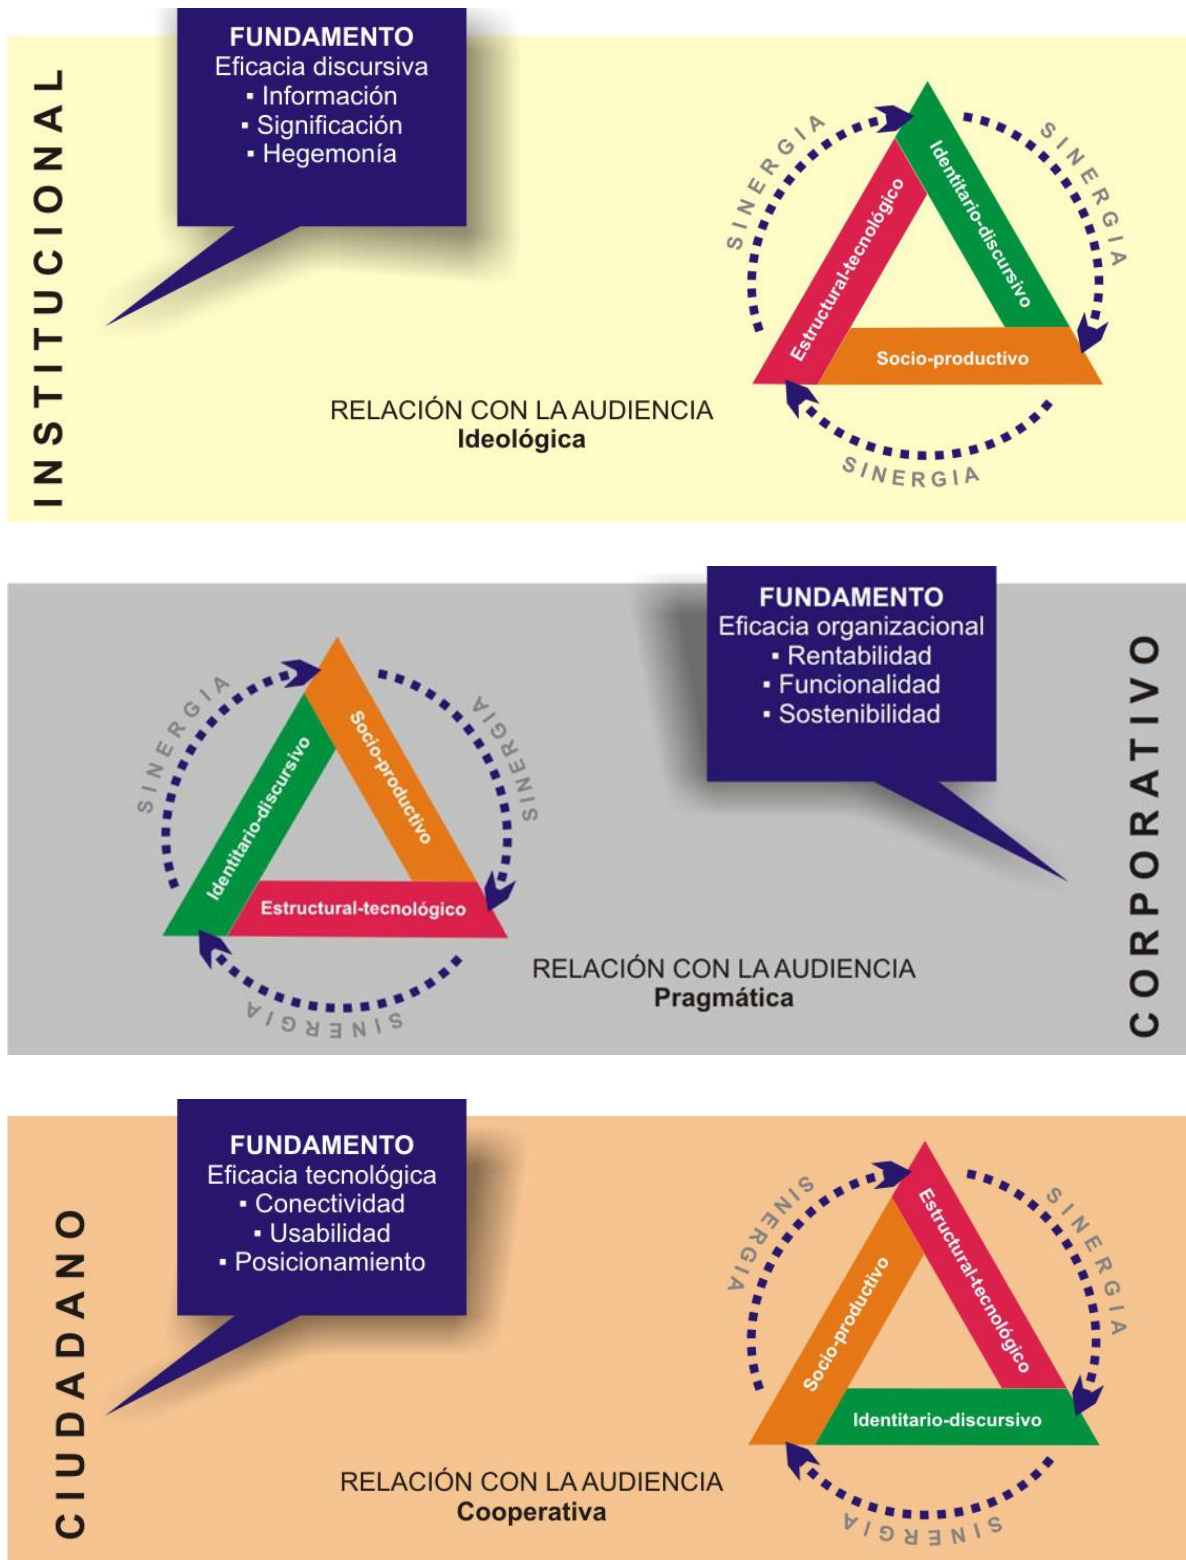 INSTITUCIONAL
FUNDAMENTO
Eficacia discursiva
▪ Información
▪ Significación
▪ Hegemonía
SINERGIA
SINERGIA
Estructural-tecnológico
Identitario-discursivo
Socio-productivo
SINERGIA
RELACIÓN CON LA AUDIENCIA
Ideológica
FUNDAMENTO
Eficacia organizacional
▪ Rentabilidad
▪ Funcionalidad
▪ Sostenibilidad
CORPORATIVO
SINERGIA
SINERGIA
Identitario-discursivo
Socio-productivo
Estructural-tecnológico
SINERGIA
RELACIÓN CON LA AUDIENCIA
Pragmática
CIUDADANO
FUNDAMENTO
Eficacia tecnológica
▪ Conectividad
▪ Usabilidad
▪ Posicionamiento
SINERGIA
SINERGIA
Socio-productivo
Estructural-tecnológico
Identitario-discursivo
SINERGIA
RELACIÓN CON LA AUDIENCIA
Cooperativa